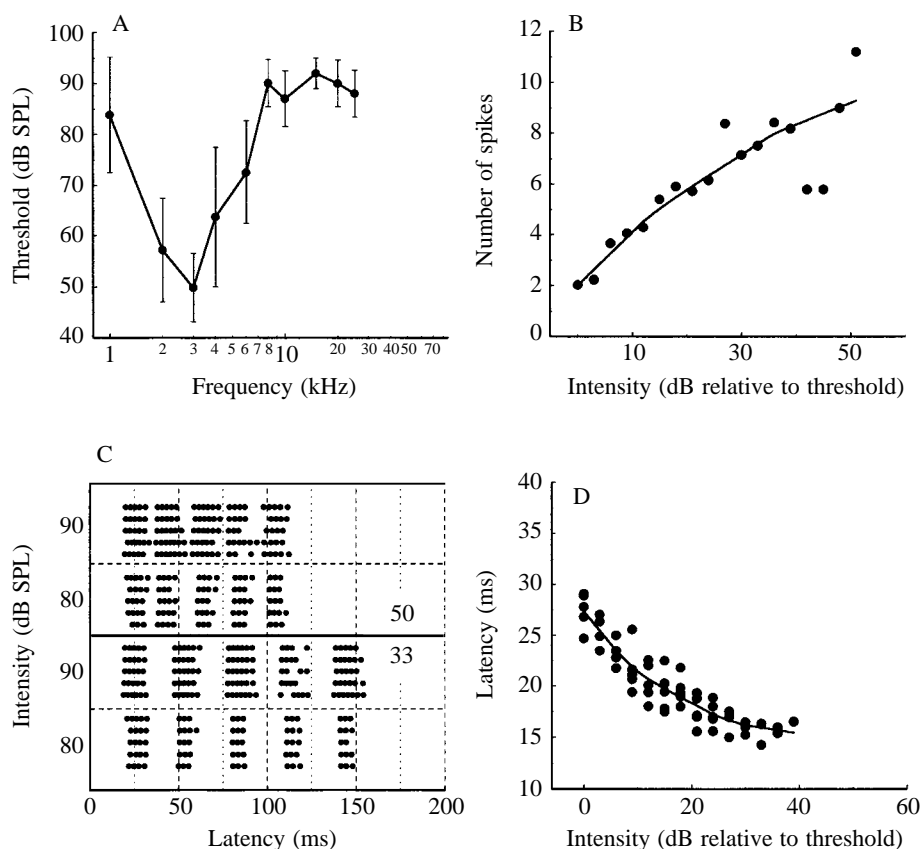 A
Threshold (dB SPL)
100
90
80
70
60
50
40
1 2 3 4 5 6 7 8 10 20 30 40 50 70
Frequency (kHz)
B
Number of spikes
12
10
8
6
4
2
0
10 30 50
Intensity (dB relative to threshold)
C
Intensity (dB SPL)
90
80
50
90
33
80
0 50 100 150 200
Latency (ms)
D
Latency (ms)
40
35
30
25
20
15
10
0 20 40 60
Intensity (dB relative to threshold)